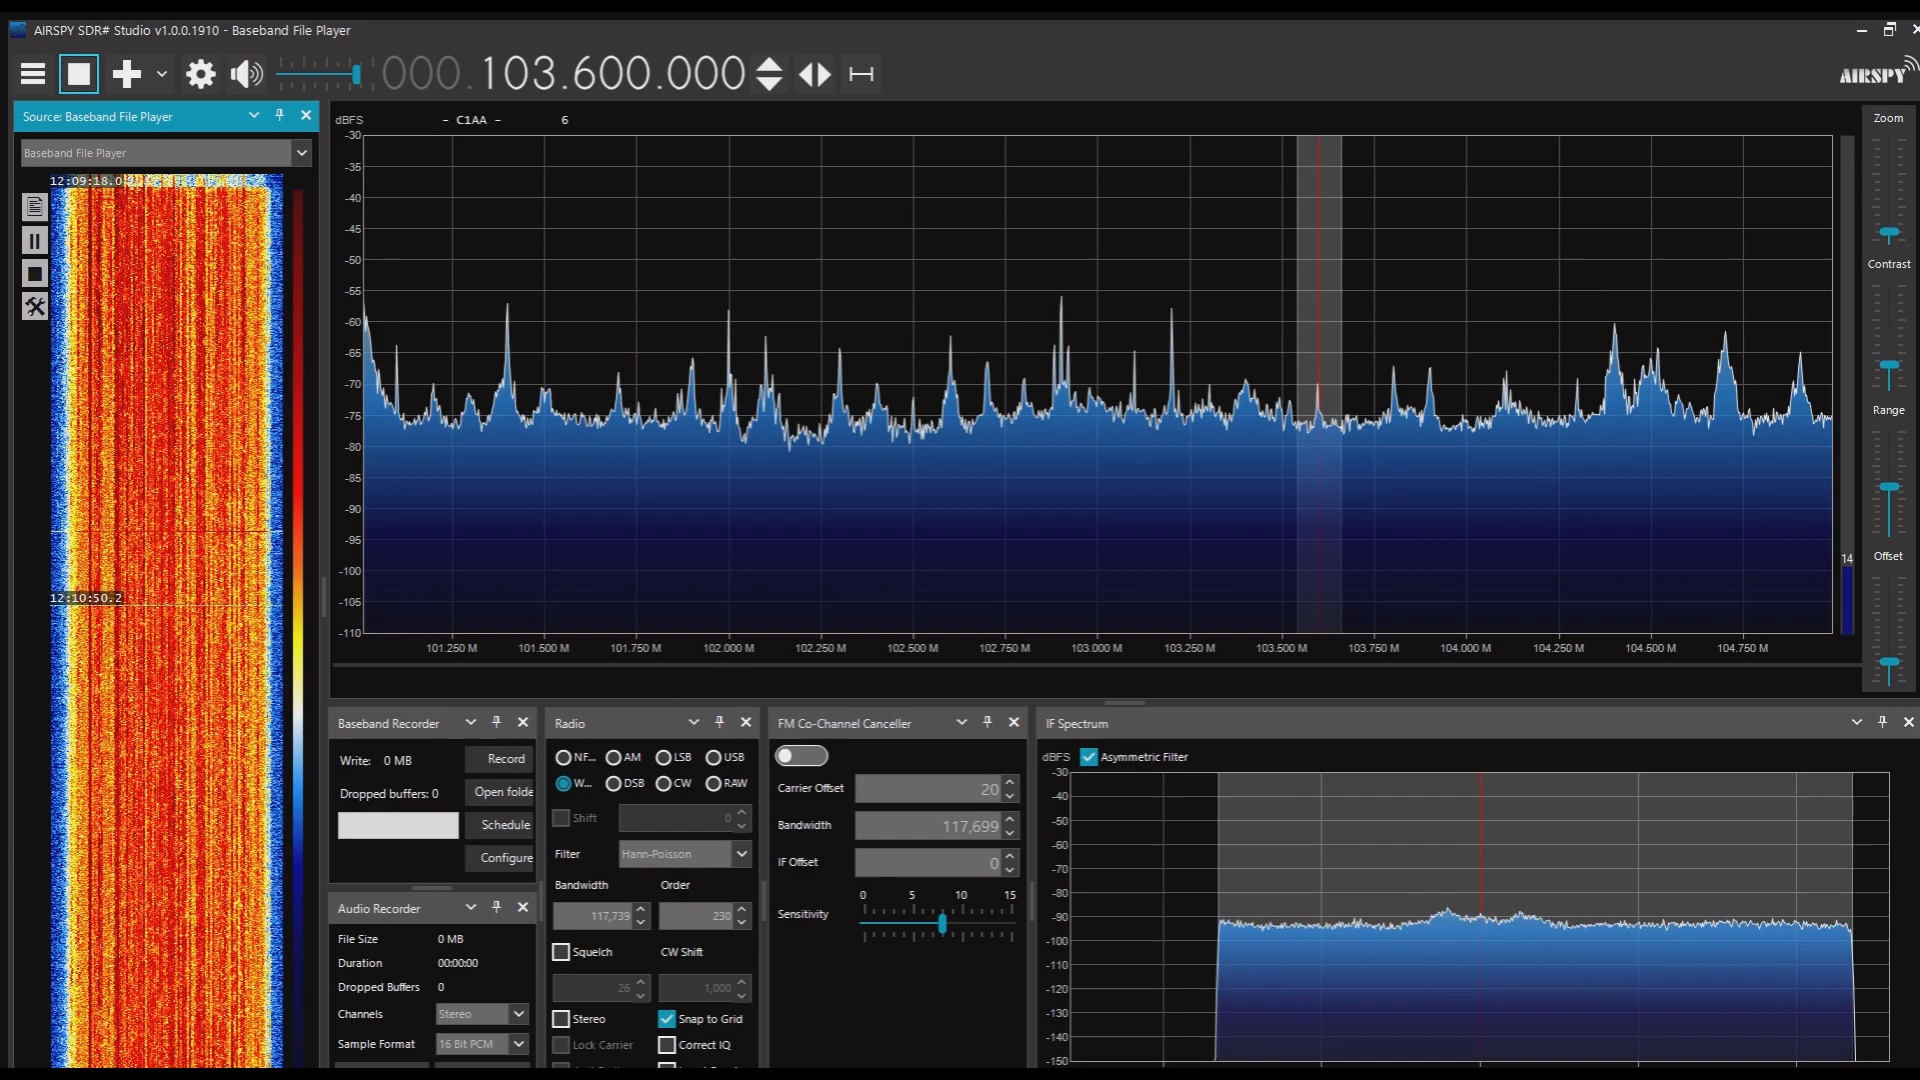 AIRSPY SDR# Studio v1.0.0.1910 - Baseband File Player
000.103.600.000
AIRSPY
Source: Baseband File Player
Baseband File Player
12:09:18.0
12:10:50.2
dBFS - C1AA - 6
-30
-35
-40
-45
-50
-55
-60
-65
-70
-75
-80
-85
-90
-95
-100
-105
-110
101.250 M 101.500 M 101.750 M 102.000 M 102.250 M 102.500 M 102.750 M 103.000 M 103.250 M 103.500 M 103.750 M 104.000 M 104.250 M 104.500 M 104.750 M
14
Zoom
Contrast
Range
Offset
Baseband Recorder
Write: 0 MB
Record
Dropped buffers: 0
Open folde
Schedule
Configure
Audio Recorder
File Size 0 MB
Duration 00:00:00
Dropped Buffers 0
Channels Stereo
Sample Format 16 Bit PCM
Radio
NF... AM LSB USB
W... DSB CW RAW
Shift 0
Filter Hann-Poisson
Bandwidth Order
117,739 230
Squelch CW Shift
26 1,000
Stereo Snap to Grid
Lock Carrier Correct IQ
FM Co-Channel Canceller
Carrier Offset 20
Bandwidth 117,699
IF Offset 0
0 5 10 15
Sensitivity
IF Spectrum
dBFS Asymmetric Filter
-30
-40
-50
-60
-70
-80
-90
-100
-110
-120
-130
-140
-150